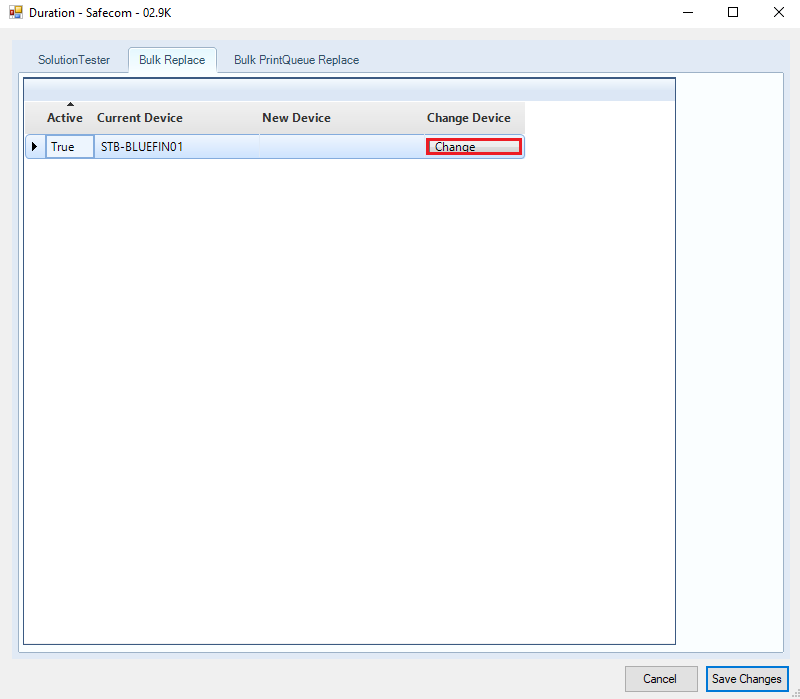 Duration - Safecom - 02.9K
SolutionTester Bulk Replace Bulk PrintQueue Replace
Active Current Device New Device Change Device
True STB-BLUEFIN01 Change
Cancel Save Changes